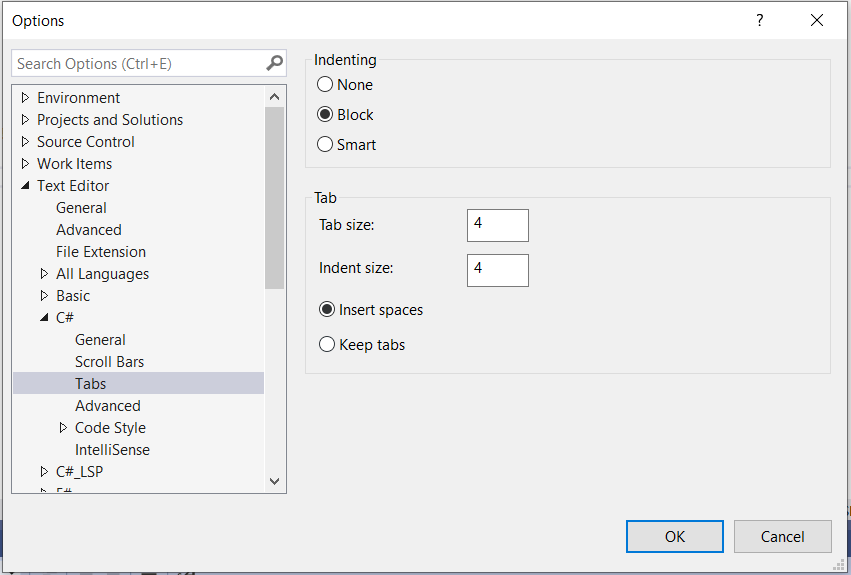 Options
?
Search Options (Ctrl+E)
Environment
Projects and Solutions
Source Control
Work Items
Text Editor
General
Advanced
File Extension
All Languages
Basic
C#
General
Scroll Bars
Tabs
Advanced
Code Style
IntelliSense
C#_LSP
Indenting
None
Block
Smart
Tab
Tab size: 4
Indent size: 4
Insert spaces
Keep tabs
OK Cancel